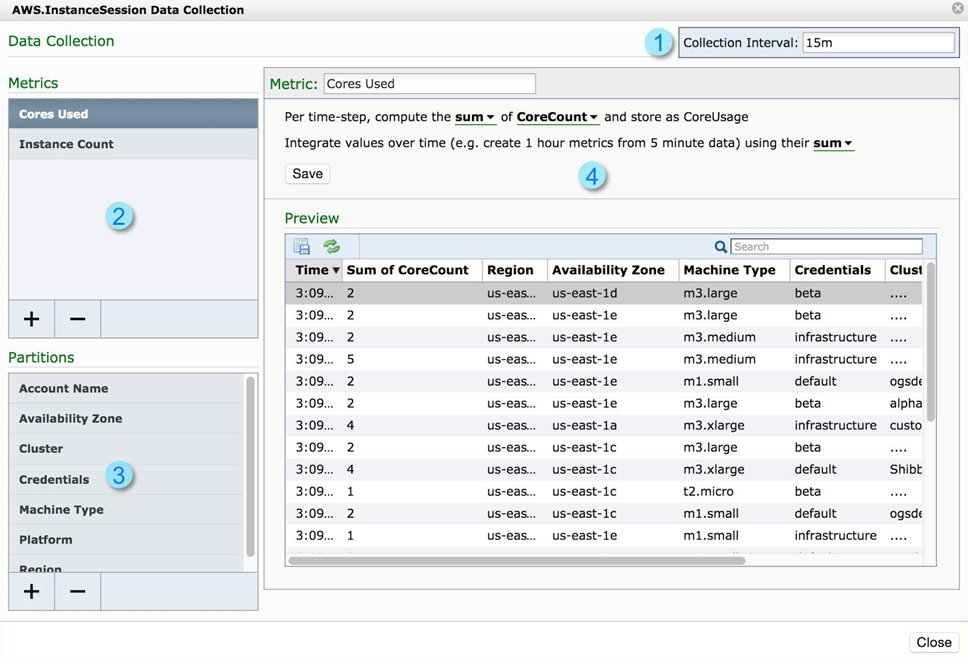 AWS.InstanceSession Data Collection
Data Collection
1
Collection Interval: 15m
Metrics
Cores Used
Instance Count
2
+ −
Partitions
Account Name
Availability Zone
Cluster
Credentials
3
Machine Type
Platform
Region
+ −
Metric: Cores Used
Per time-step, compute the sum of CoreCount and store as CoreUsage
Integrate values over time (e.g. create 1 hour metrics from 5 minute data) using their sum
Save
4
Preview
Search
Time Sum of CoreCount Region Availability Zone Machine Type Credentials Clust
3:09... 2 us-eas... us-east-1d m3.large beta ....
3:09... 2 us-eas... us-east-1e m3.large beta ....
3:09... 2 us-eas... us-east-1e m3.medium infrastructure ....
3:09... 5 us-eas... us-east-1e m3.medium infrastructure ....
3:09... 2 us-eas... us-east-1e m1.small default ogsde
3:09... 2 us-eas... us-east-1e m3.large beta alpha
3:09... 4 us-eas... us-east-1a m3.xlarge infrastructure custo
3:09... 2 us-eas... us-east-1c m3.large beta ....
3:09... 4 us-eas... us-east-1c m3.xlarge default Shibb
3:09... 1 us-eas... us-east-1c t2.micro beta ....
3:09... 2 us-eas... us-east-1c m1.small default ogsde
3:09... 1 us-eas... us-east-1e m1.small infrastructure ....
Close